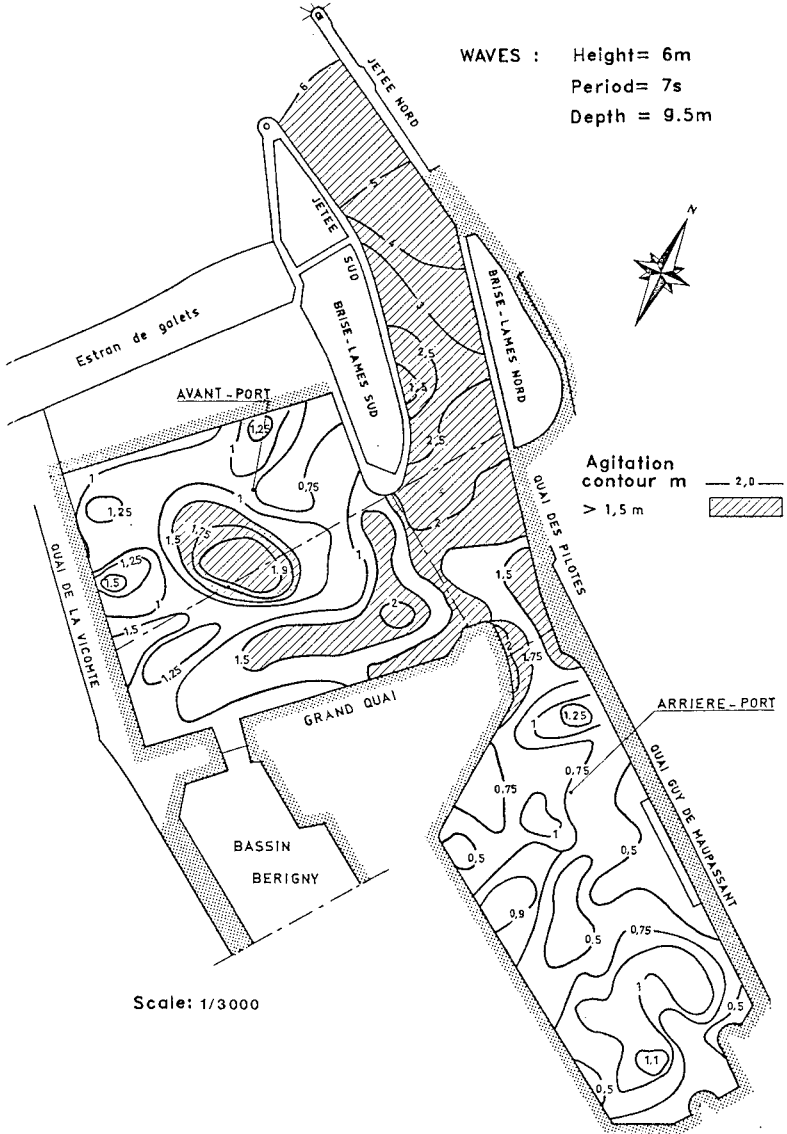 WAVES : Height= 6m
Period= 7s
Depth = 9.5m
JETEE NORD
6
5
JETEE
SUD
4
3
N
BRISE-LAMES NORD
BRISE-LAMES SUD
Estran de galets
2,5
1,5
2,5
AVANT-PORT
1,25
1
1
0,75
1
1,25
1,75
1,5
1,9
1
2
Agitation
contour m — 2,0 —
> 1,5 m
QUAI DES PILOTES
QUAI DE LA VICOMTE
1,25
1,5
1
1,5
1,25
1,5
2
1,5
2
1,75
GRAND QUAI
ARRIERE-PORT
1
1.25
0,75
0,75
1
0,5
0,5
QUAI GUY DE MAUPASSANT
BASSIN
BERIGNY
0,9
0,5
0,75
1
0,5
1,1
0,5
Scale: 1/3000